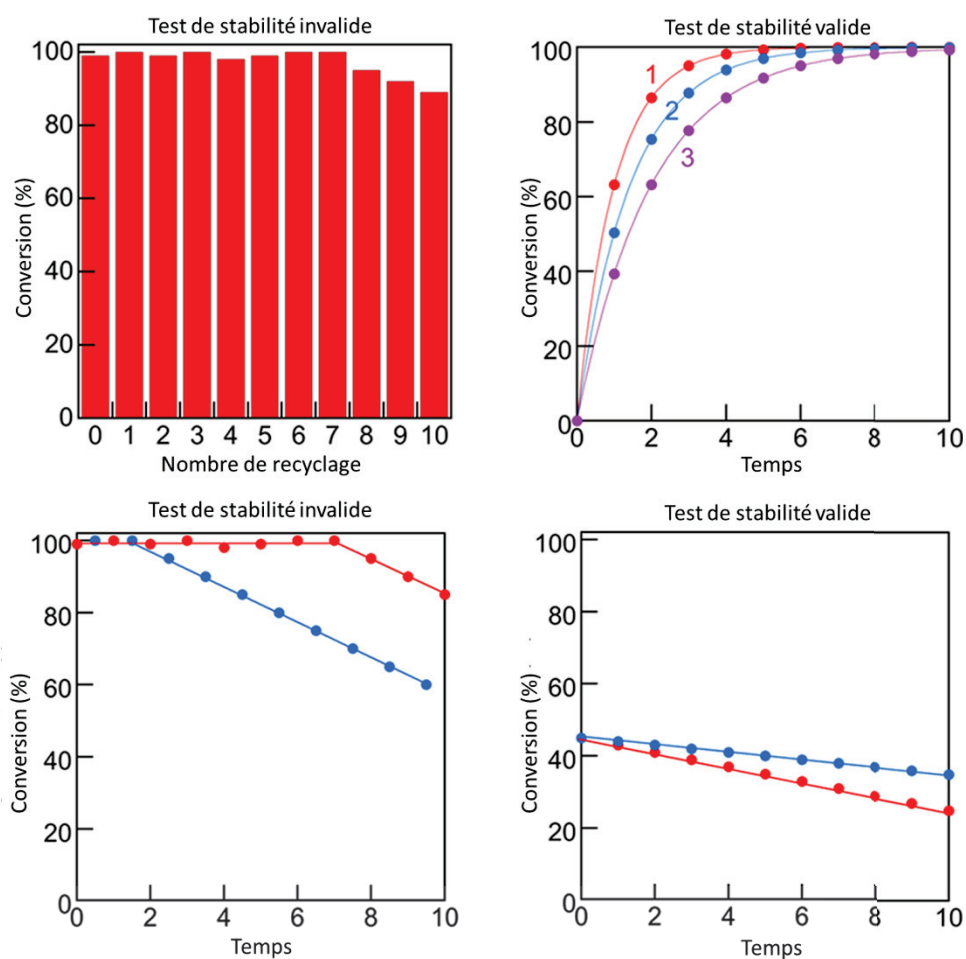 Test de stabilité invalide
100
80
60
40
20
0
Conversion (%)
0 1 2 3 4 5 6 7 8 9 10
Nombre de recyclage
Test de stabilité valide
100
80
60
40
20
0
Conversion (%)
1
2
3
0 2 4 6 8 10
Temps
Test de stabilité invalide
100
80
60
40
20
0
Conversion (%)
0 2 4 6 8 10
Temps
Test de stabilité valide
100
80
60
40
20
0
Conversion (%)
0 2 4 6 8 10
Temps